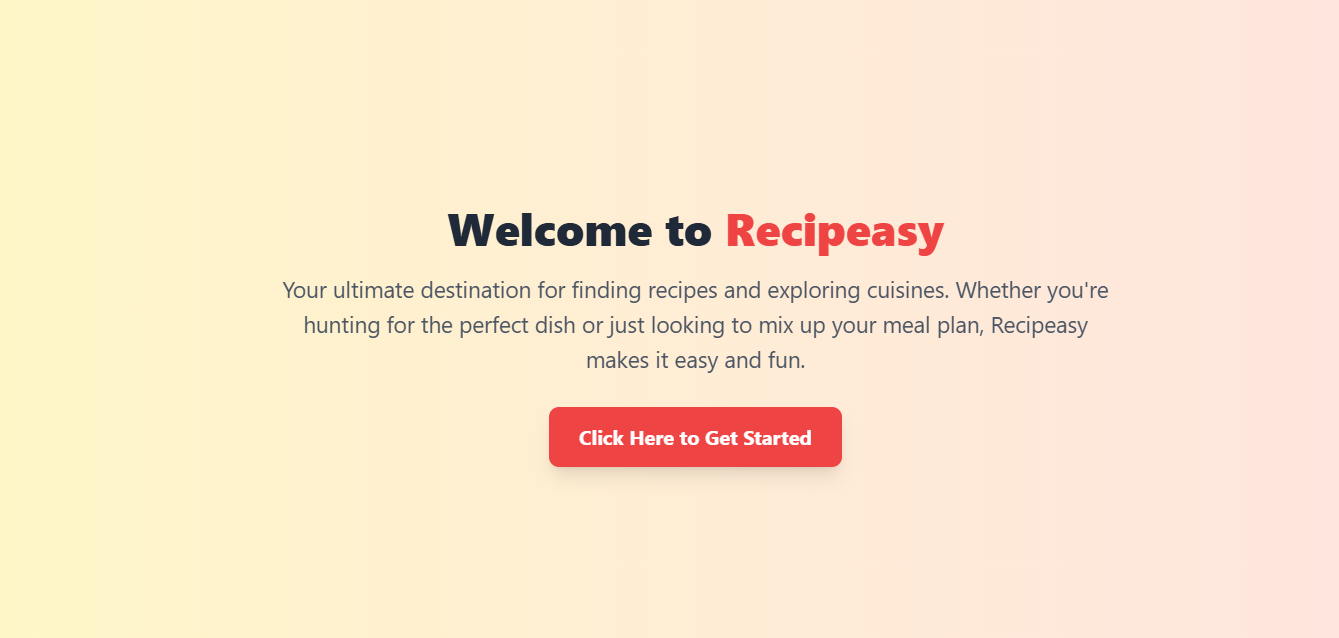 Welcome to Recipeasy
Your ultimate destination for finding recipes and exploring cuisines. Whether you're
hunting for the perfect dish or just looking to mix up your meal plan, Recipeasy
makes it easy and fun.
Click Here to Get Started